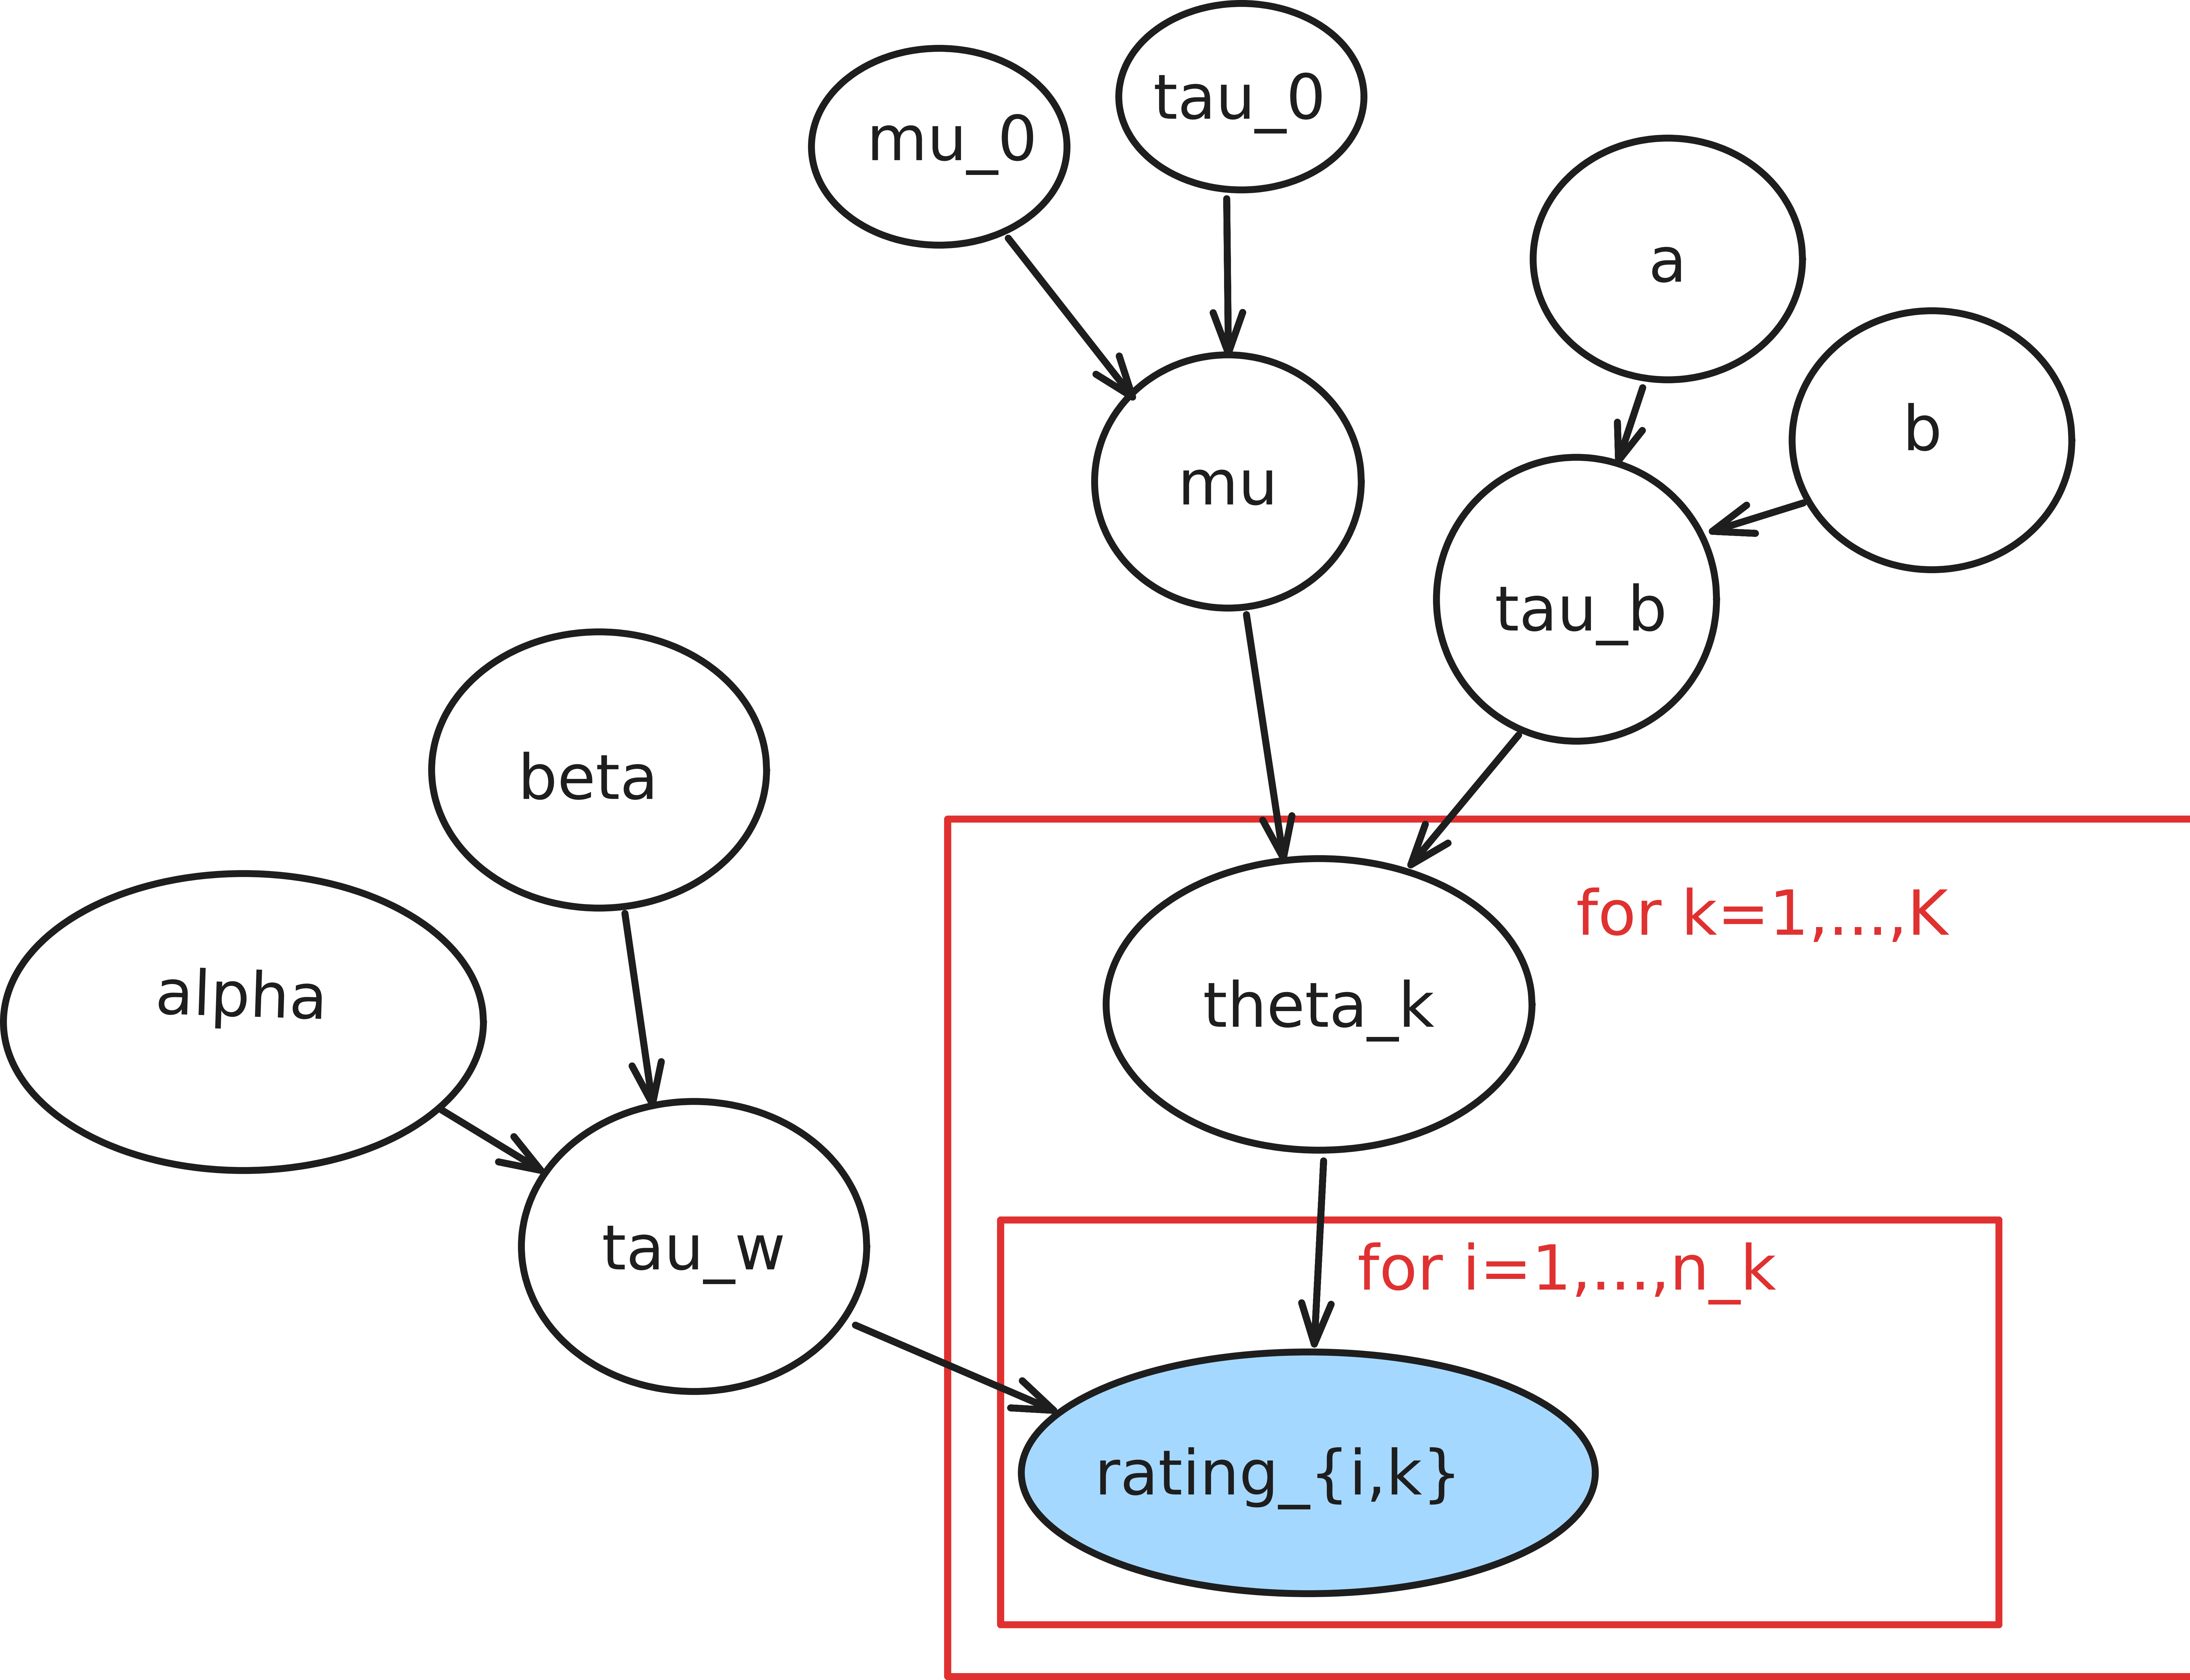 tau_0
mu_0
a
b
mu
tau_b
beta
for k=1,...,K
alpha
theta_k
tau_w
for i=1,...,n_k
rating_{i,k}